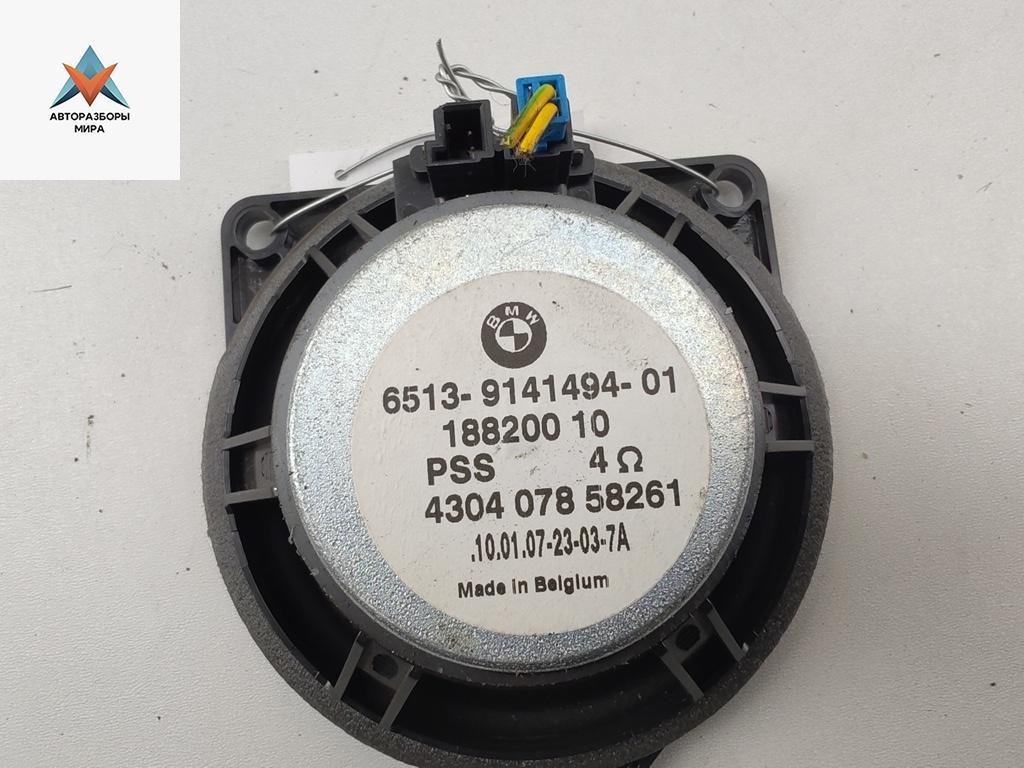 АВТОРАЗБОРЫ
МИРА
BMW
6513- 9141494- 01
188200 10
PSS 4 Ω
4304 078 58261
.10.01.07-23-03-7A
Made in Belgium